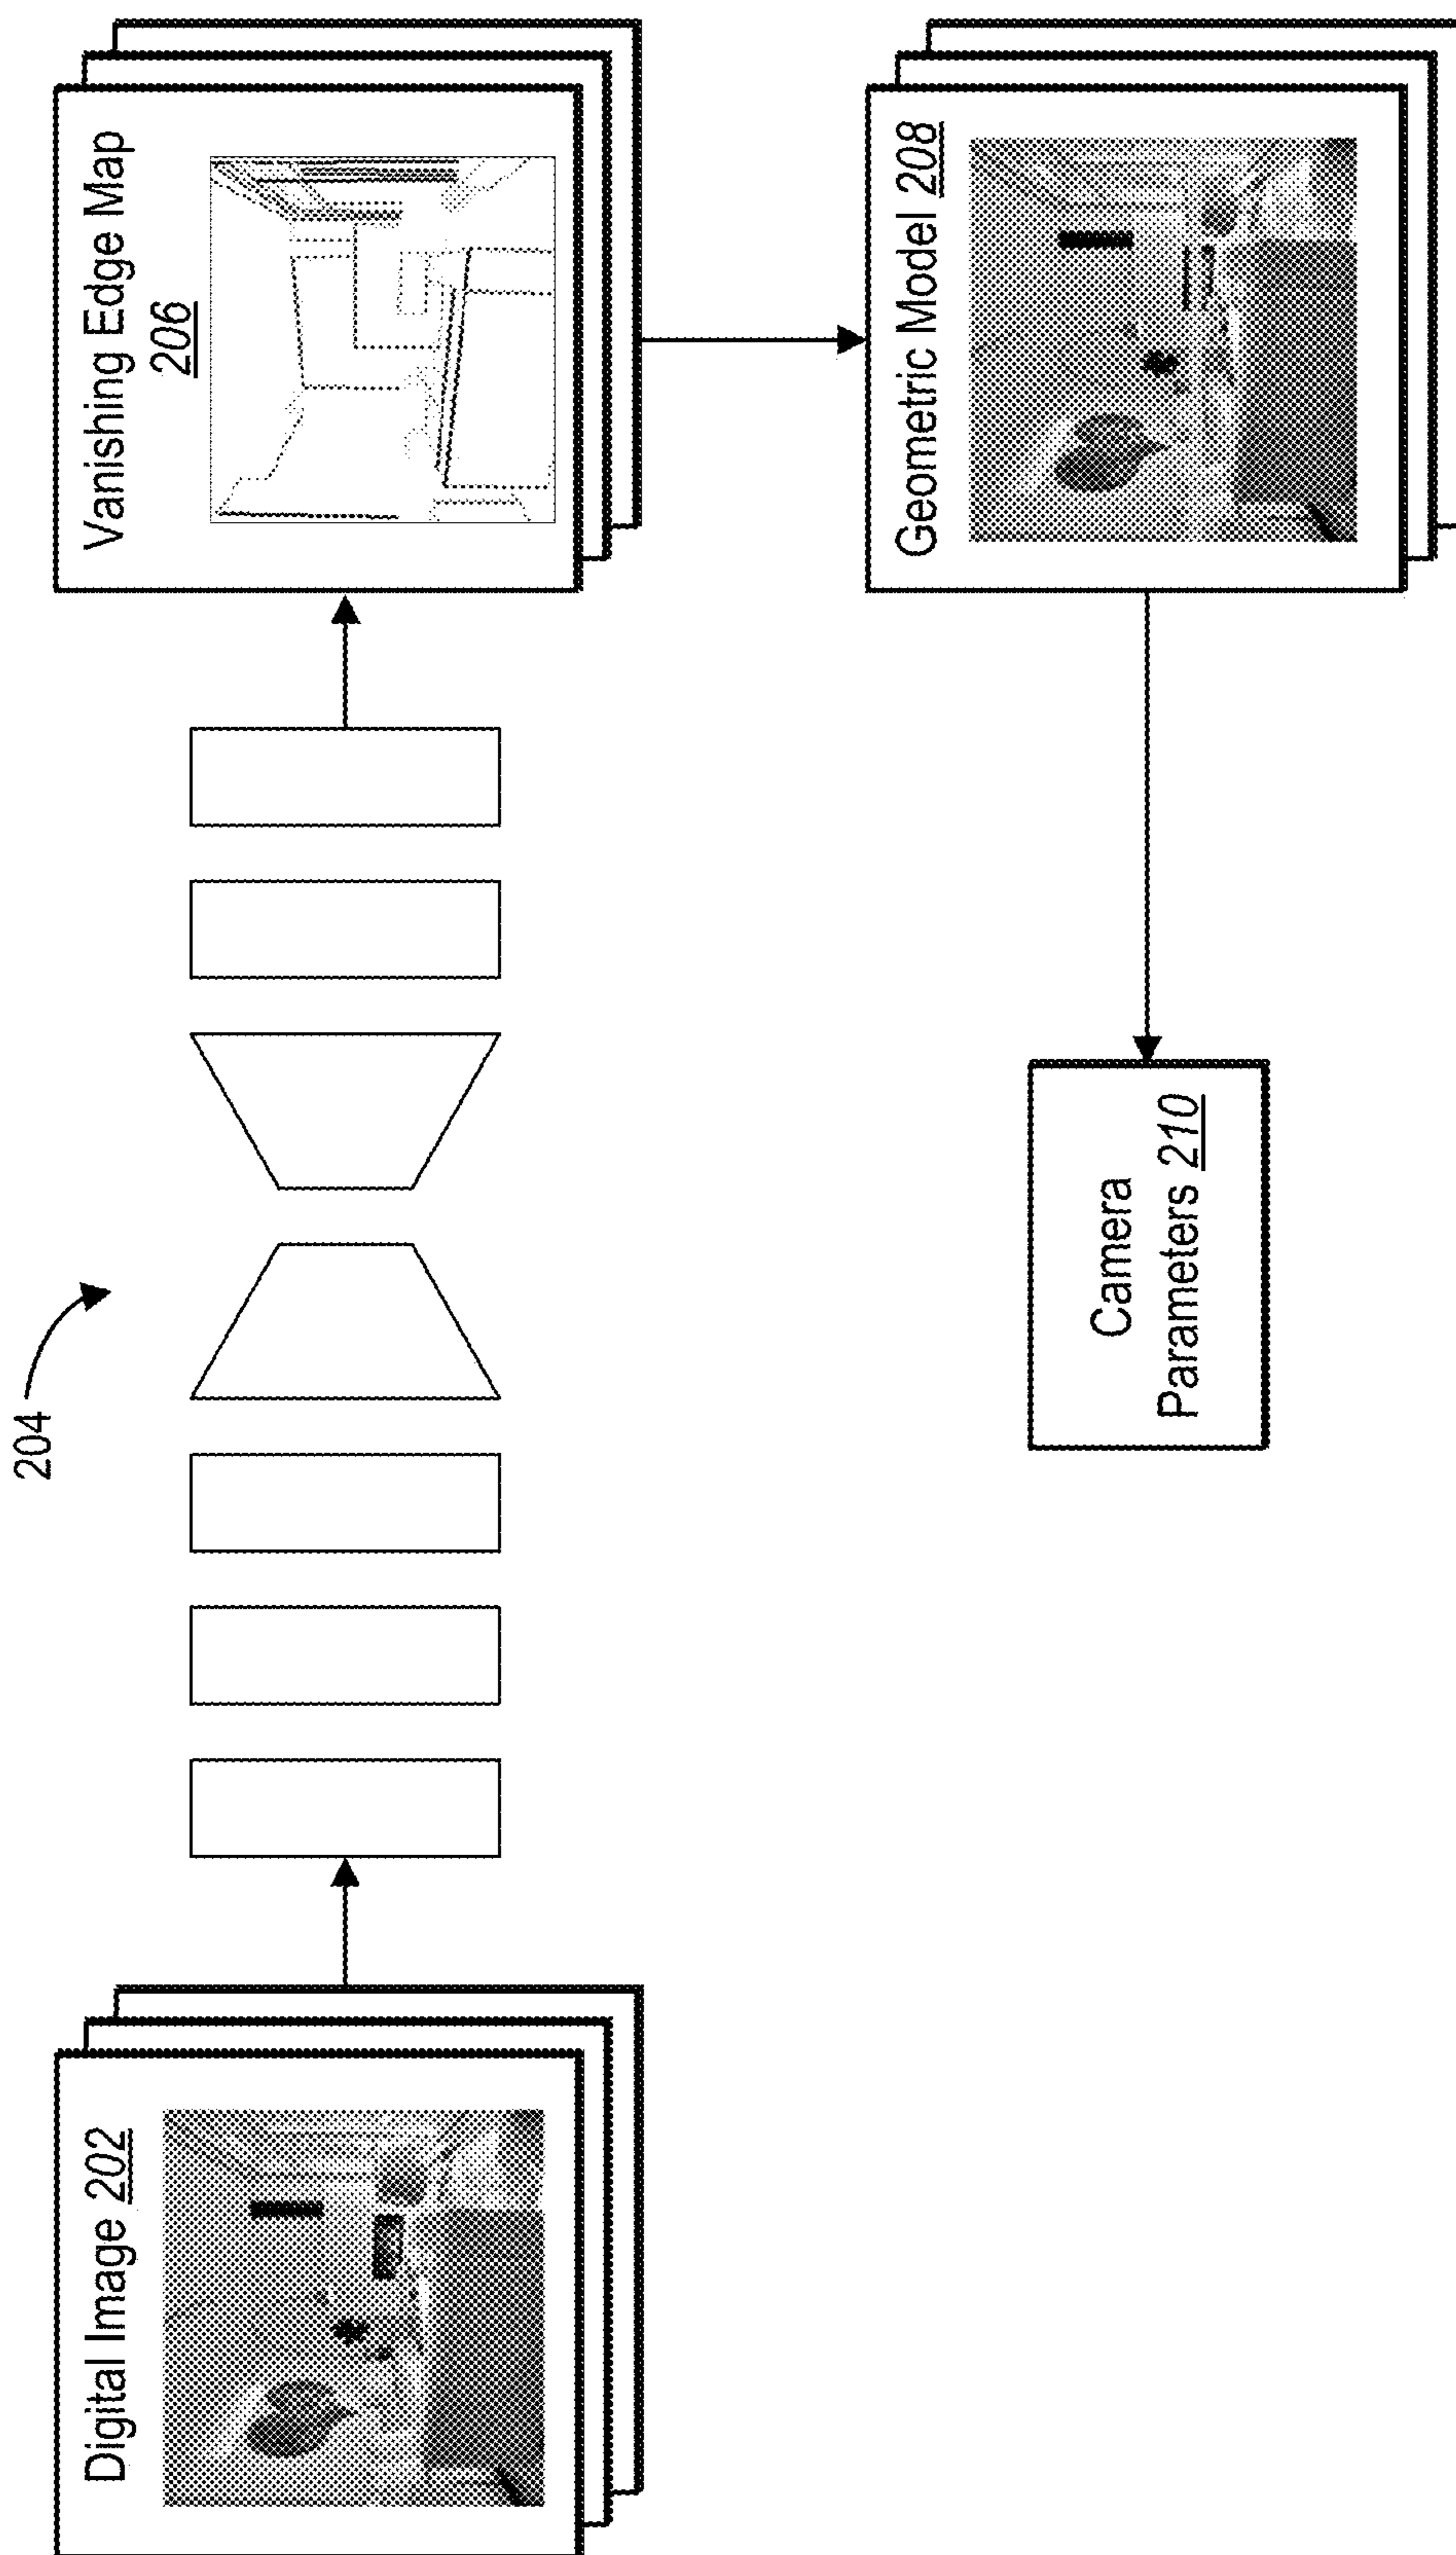 204
Digital Image 202
Vanishing Edge Map
206
Geometric Model 208
Camera
Parameters 210